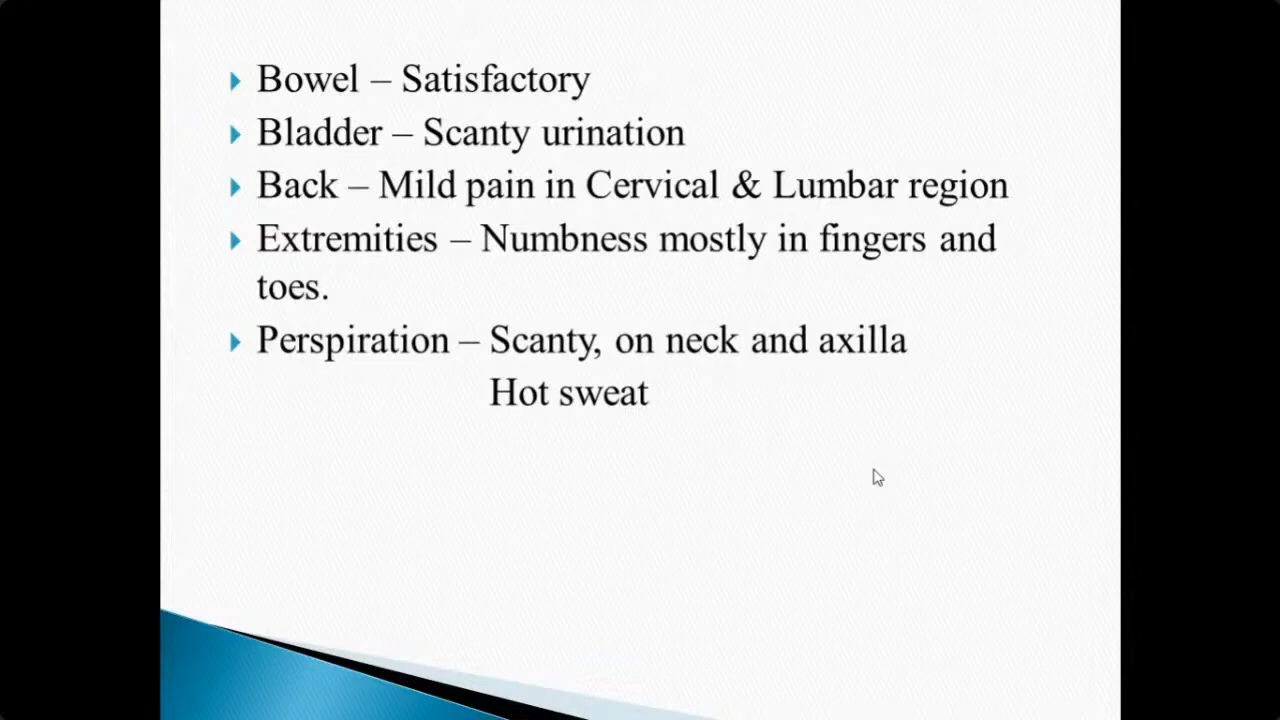 Bowel – Satisfactory
Bladder – Scanty urination
Back – Mild pain in Cervical & Lumbar region
Extremities – Numbness mostly in fingers and
toes.
Perspiration – Scanty, on neck and axilla
Hot sweat